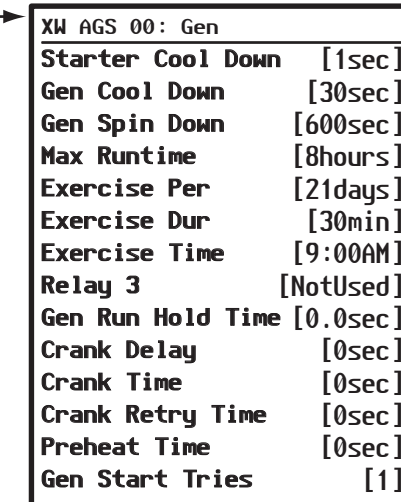 XW AGS 00: Gen
Starter Cool Down [1sec]
Gen Cool Down [30sec]
Gen Spin Down [600sec]
Max Runtime [8hours]
Exercise Per [21days]
Exercise Dur [30min]
Exercise Time [9:00AM]
Relay 3 [NotUsed]
Gen Run Hold Time [0.0sec]
Crank Delay [0sec]
Crank Time [0sec]
Crank Retry Time [0sec]
Preheat Time [0sec]
Gen Start Tries [1]